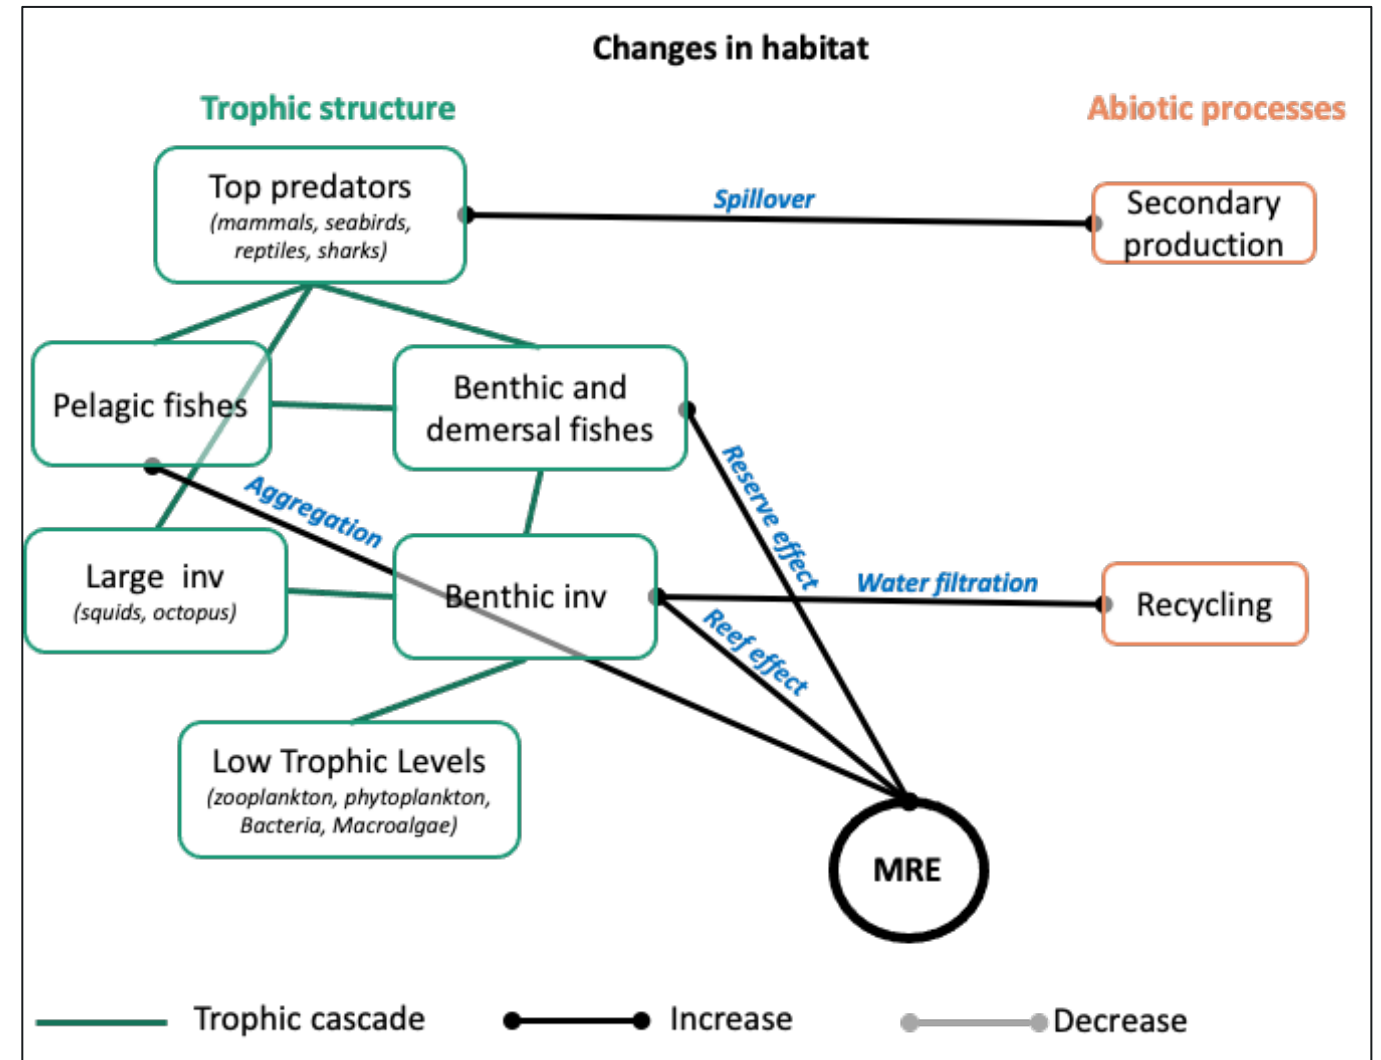 Changes in habitat
Trophic structure
Abiotic processes
Top predators
(mammals, seabirds,
reptiles, sharks)
Spillover
Secondary
production
Pelagic fishes
Benthic and
demersal fishes
Aggregation
Reserve effect
Large inv
(squids, octopus)
Benthic inv
Water filtration
Reef effect
Recycling
Low Trophic Levels
(zooplankton, phytoplankton,
Bacteria, Macroalgae)
MRE
Trophic cascade
Increase
Decrease